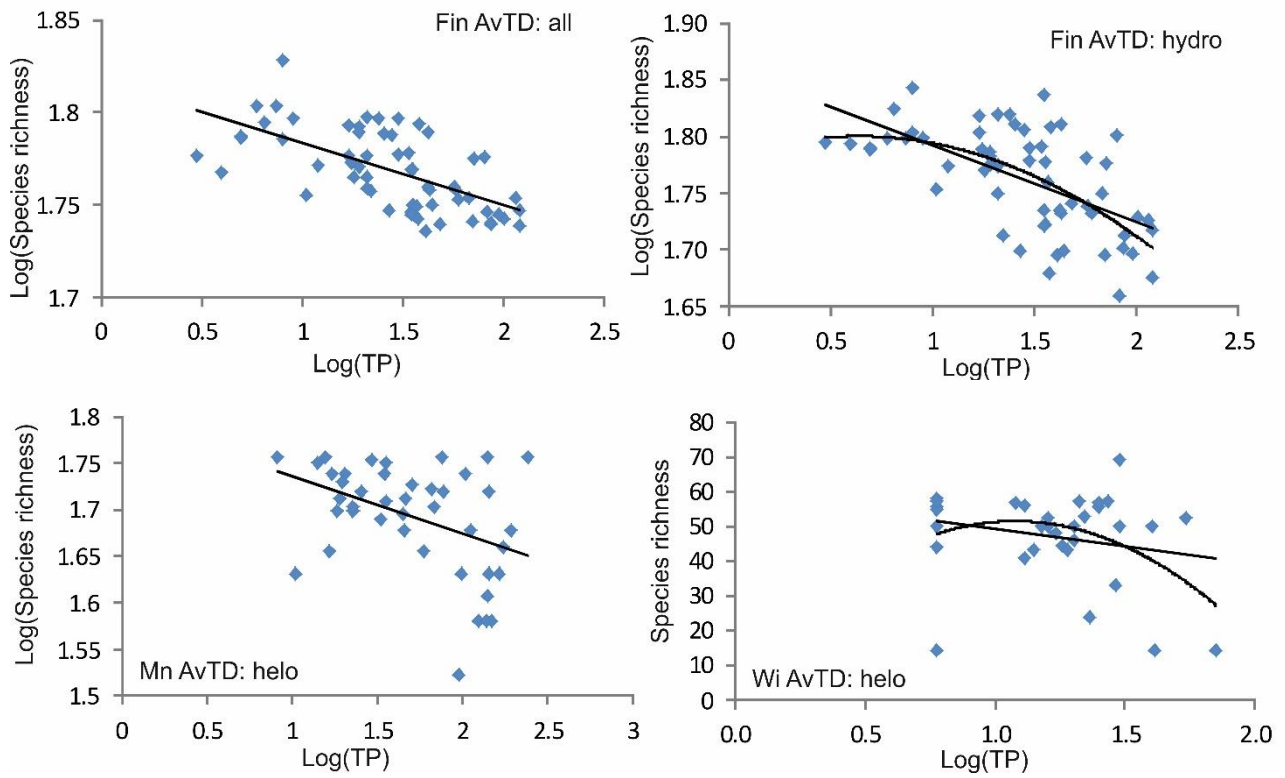 Fin AvTD: all
Log(Species richness)
1.85
1.8
1.75
1.7
0 0.5 1 1.5 2 2.5
Log(TP)
Fin AvTD: hydro
Log(Species richness)
1.90
1.85
1.80
1.75
1.70
1.65
0 0.5 1 1.5 2 2.5
Log(TP)
Mn AvTD: helo
Log(Species richness)
1.8
1.75
1.7
1.65
1.6
1.55
1.5
0 0.5 1 1.5 2 2.5 3
Log(TP)
Wi AvTD: helo
Species richness
80
70
60
50
40
30
20
10
0
0.0 0.5 1.0 1.5 2.0
Log(TP)